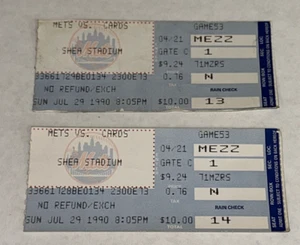 METS VS. CARDS
SHEA STADIUM
NO REFUND/EXCH
SUN JUL 29 1990 8:05PM
04/21
GATE C
$9.24
0.76
$10.00
GAME53
MEZZ
1
71MZRS
N
RAIN CHECK
13
METS VS. CARDS
SHEA STADIUM
NO REFUND/EXCH
SUN JUL 29 1990 8:05PM
04/21
GATE C
$9.24
0.76
TAX
$10.00
GAME53
MEZZ
1
71MZRS
N
RAIN CHECK
14